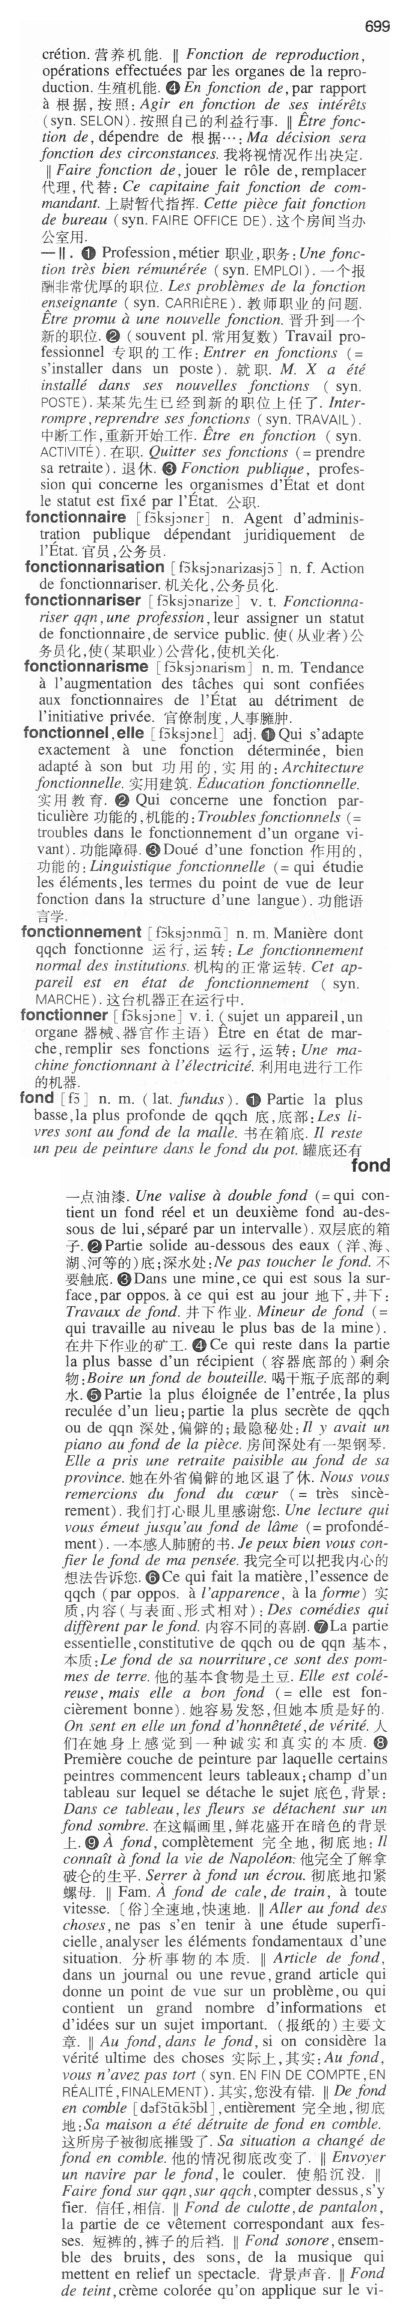 699
crétion. 营养机能. ‖ Fonction de reproduction,
opérations effectuées par les organes de la repro-
duction. 生殖机能. ❹ En fonction de, par rapport
à 根据, 按照: Agir en fonction de ses intérêts
(syn. SELON). 按照自己的利益行事. ‖ Être fonc-
tion de, dépendre de 根据…: Ma décision sera
fonction des circonstances. 我将视情况作出决定.
‖ Faire fonction de, jouer le rôle de, remplacer
代理, 代替: Ce capitaine fait fonction de com-
mandant. 上尉暂代指挥. Cette pièce fait fonction
de bureau (syn. FAIRE OFFICE DE). 这个房间当办
公室用.
—Ⅱ. ❶ Profession, métier 职业, 职务: Une fonc-
tion très bien rémunérée (syn. EMPLOI). 一个报
酬非常优厚的职位. Les problèmes de la fonction
enseignante (syn. CARRIÈRE). 教师职业的问题.
Être promu à une nouvelle fonction. 晋升到一个
新的职位. ❷ (souvent pl. 常用复数) Travail pro-
fessionnel 专职的工作: Entrer en fonctions (=
s'installer dans un poste). 就职. M. X a été
installé dans ses nouvelles fonctions (syn.
POSTE). 某某先生已经到新的职位上任了. Inter-
rompre, reprendre ses fonctions (syn. TRAVAIL).
中断工作, 重新开始工作. Être en fonction (syn.
ACTIVITÉ). 在职. Quitter ses fonctions (= prendre
sa retraite). 退休. ❸ Fonction publique, profes-
sion qui concerne les organismes d'État et dont
le statut est fixé par l'État. 公职.
fonctionnaire [fɔ̃ksjɔnɛr] n. Agent d'adminis-
tration publique dépendant juridiquement de
l'État. 官员, 公务员.
fonctionnarisation [fɔ̃ksjɔnarizasjɔ̃] n. f. Action
de fonctionnariser. 机关化, 公务员化.
fonctionnariser [fɔ̃ksjɔnarize] v. t. Fonctionna-
riser qqn, une profession, leur assigner un statut
de fonctionnaire, de service public. 使(从业者)公
务员化, 使(某职业)公营化, 使机关化.
fonctionnarisme [fɔ̃ksjɔnarism] n. m. Tendance
à l'augmentation des tâches qui sont confiées
aux fonctionnaires de l'État au détriment de
l'initiative privée. 官僚制度, 人事臃肿.
fonctionnel, elle [fɔ̃ksjɔnɛl] adj. ❶ Qui s'adapte
exactement à une fonction déterminée, bien
adapté à son but 功用的, 实用的: Architecture
fonctionnelle. 实用建筑. Éducation fonctionnelle.
实用教育. ❷ Qui concerne une fonction par-
ticulière 功能的, 机能的: Troubles fonctionnels (=
troubles dans le fonctionnement d'un organe vi-
vant). 功能障碍. ❸ Doué d'une fonction 作用的,
功能的: Linguistique fonctionnelle (= qui étudie
les éléments, les termes du point de vue de leur
fonction dans la structure d'une langue). 功能语
言学.
fonctionnement [fɔ̃ksjɔnmɑ̃] n. m. Manière dont
qqch fonctionne 运行, 运转: Le fonctionnement
normal des institutions. 机构的正常运转. Cet ap-
pareil est en état de fonctionnement (syn.
MARCHE). 这台机器正在运行中.
fonctionner [fɔ̃ksjɔne] v. i. (sujet un appareil, un
organe 器械、器官作主语) Être en état de mar-
che, remplir ses fonctions 运行, 运转: Une ma-
chine fonctionnant à l'électricité. 利用电进行工作
的机器.
fond [fɔ̃] n. m. (lat. fundus). ❶ Partie la plus
basse, la plus profonde de qqch 底, 底部: Les li-
vres sont au fond de la malle. 书在箱底. Il reste
un peu de peinture dans le fond du pot. 罐底还有
fond
一点油漆. Une valise à double fond (= qui con-
tient un fond réel et un deuxième fond au-des-
sous de lui, séparé par un intervalle). 双层底的箱
子. ❷ Partie solide au-dessous des eaux (洋、海、
湖、河等的)底; 深水处: Ne pas toucher le fond. 不
要触底. ❸ Dans une mine, ce qui est sous la sur-
face, par oppos. à ce qui est au jour 地下, 井下:
Travaux de fond. 井下作业. Mineur de fond (=
qui travaille au niveau le plus bas de la mine).
在井下作业的矿工. ❹ Ce qui reste dans la partie
la plus basse d'un récipient (容器底部的)剩余
物: Boire un fond de bouteille. 喝干瓶子底部的剩
水. ❺ Partie la plus éloignée de l'entrée, la plus
reculée d'un lieu; partie la plus secrète de qqch
ou de qqn 深处, 偏僻的; 最隐秘处: Il y avait un
piano au fond de la pièce. 房间深处有一架钢琴.
Elle a pris une retraite paisible au fond de sa
province. 她在外省偏僻的地区退了休. Nous vous
remercions du fond du cœur (= très sincè-
rement). 我们打心眼儿里感谢您. Une lecture qui
vous émeut jusqu'au fond de lâme (= profondé-
ment). 一本感人肺腑的书. Je peux bien vous con-
fier le fond de ma pensée. 我完全可以把我内心的
想法告诉您. ❻ Ce qui fait la matière, l'essence de
qqch (par oppos. à l'apparence, à la forme) 实
质, 内容(与表面、形式相对): Des comédies qui
diffèrent par le fond. 内容不同的喜剧. ❼ La partie
essentielle, constitutive de qqch ou de qqn 基本,
本质: Le fond de sa nourriture, ce sont des pom-
mes de terre. 他的基本食物是土豆. Elle est colé-
reuse, mais elle a bon fond (= elle est fon-
cièrement bonne). 她容易发怒, 但她本质是好的.
On sent en elle un fond d'honnêteté, de vérité. 人
们在她身上感觉到一种诚实和真实的本质. ❽
Première couche de peinture par laquelle certains
peintres commencent leurs tableaux; champ d'un
tableau sur lequel se détache le sujet 底色, 背景:
Dans ce tableau, les fleurs se détachent sur un
fond sombre. 在这幅画里, 鲜花盛开在暗色的背景
上. ❾ À fond, complètement 完全地, 彻底地: Il
connaît à fond la vie de Napoléon. 他完全了解拿
破仑的生平. Serrer à fond un écrou. 彻底地扣紧
螺母. ‖ Fam. À fond de cale, de train, à toute
vitesse. [俗]全速地, 快速地. ‖ Aller au fond des
choses, ne pas s'en tenir à une étude superfi-
cielle, analyser les éléments fondamentaux d'une
situation. 分析事物的本质. ‖ Article de fond,
dans un journal ou une revue, grand article qui
donne un point de vue sur un problème, ou qui
contient un grand nombre d'informations et
d'idées sur un sujet important. (报纸的)主要文
章. ‖ Au fond, dans le fond, si on considère la
vérité ultime des choses 实际上, 其实: Au fond,
vous n'avez pas tort (syn. EN FIN DE COMPTE, EN
RÉALITÉ, FINALEMENT). 其实, 您没有错. ‖ De fond
en comble [dəfɔ̃tɑ̃kɔ̃bl], entièrement 完全地, 彻底
地: Sa maison a été détruite de fond en comble.
这所房子被彻底摧毁了. Sa situation a changé de
fond en comble. 他的情况彻底改变了. ‖ Envoyer
un navire par le fond, le couler. 使船沉没. ‖
Faire fond sur qqn, sur qqch, compter dessus, s'y
fier. 信任, 相信. ‖ Fond de culotte, de pantalon,
la partie de ce vêtement correspondant aux fes-
ses. 短裤的, 裤子的后裆. ‖ Fond sonore, ensem-
ble des bruits, des sons, de la musique qui
mettent en relief un spectacle. 背景声音. ‖ Fond
de teint, crème colorée qu'on applique sur le vi-